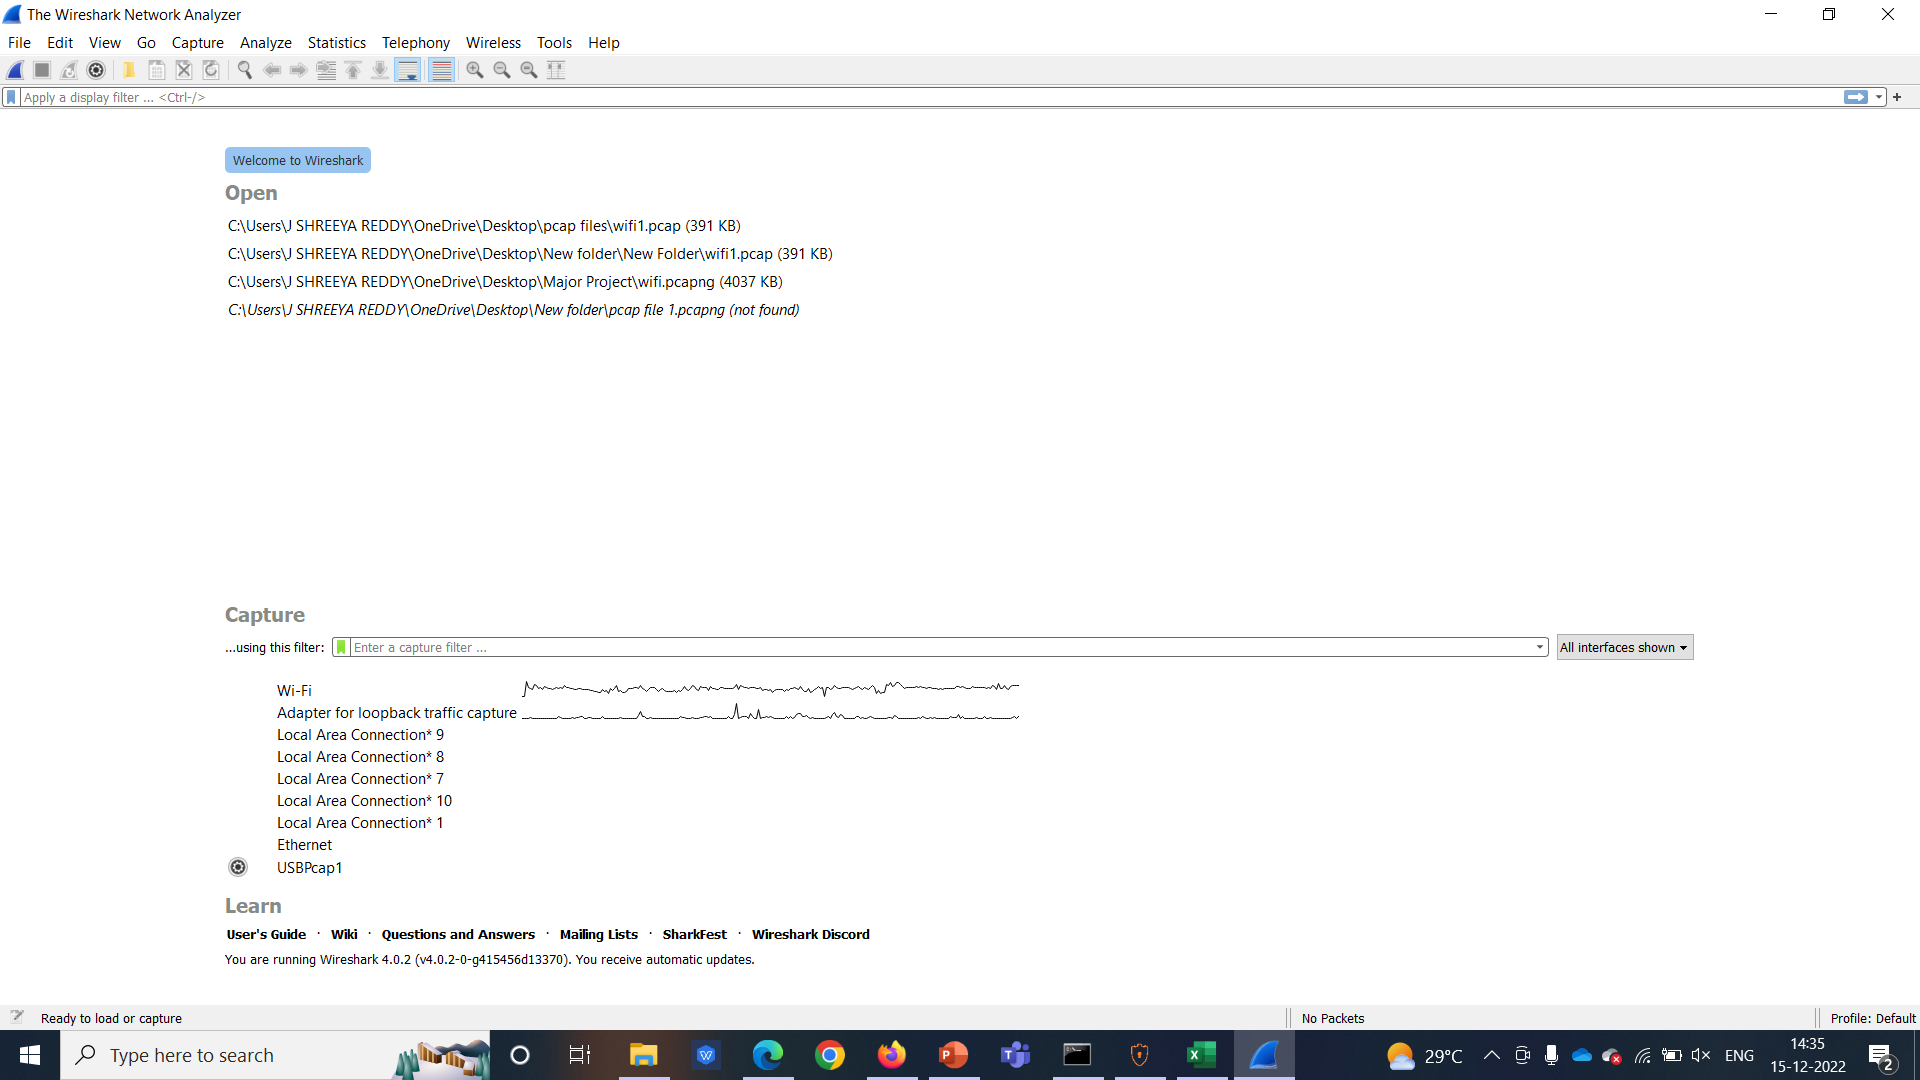 The Wireshark Network Analyzer
File Edit View Go Capture Analyze Statistics Telephony Wireless Tools Help
Apply a display filter ... <Ctrl-/>
Welcome to Wireshark
Open
C:\Users\J SHREEYA REDDY\OneDrive\Desktop\pcap files\wifi1.pcap (391 KB)
C:\Users\J SHREEYA REDDY\OneDrive\Desktop\New folder\New Folder\wifi1.pcap (391 KB)
C:\Users\J SHREEYA REDDY\OneDrive\Desktop\Major Project\wifi.pcapng (4037 KB)
C:\Users\J SHREEYA REDDY\OneDrive\Desktop\New folder\pcap file 1.pcapng (not found)
Capture
...using this filter: Enter a capture filter ... All interfaces shown
Wi-Fi
Adapter for loopback traffic capture
Local Area Connection* 9
Local Area Connection* 8
Local Area Connection* 7
Local Area Connection* 10
Local Area Connection* 1
Ethernet
USBPcap1
Learn
User's Guide · Wiki · Questions and Answers · Mailing Lists · SharkFest · Wireshark Discord
You are running Wireshark 4.0.2 (v4.0.2-0-g415456d13370). You receive automatic updates.
Ready to load or capture No Packets Profile: Default
Type here to search 29°C ENG 14:35
15-12-2022 2